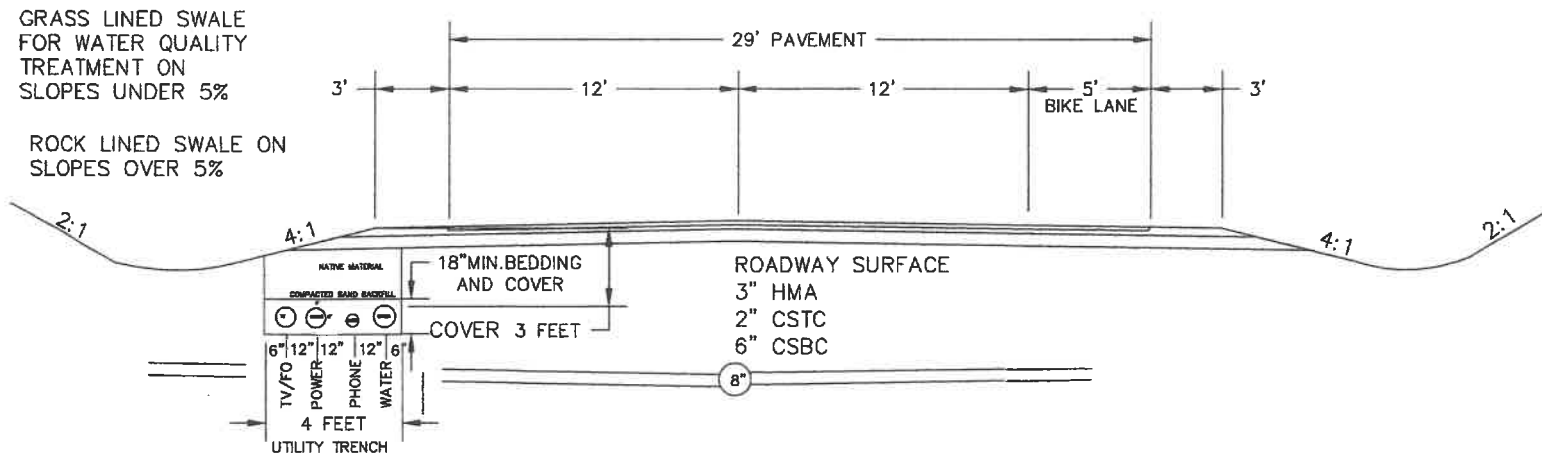 GRASS LINED SWALE
FOR WATER QUALITY
TREATMENT ON
SLOPES UNDER 5%
ROCK LINED SWALE ON
SLOPES OVER 5%
29' PAVEMENT
3' 12' 12' 5' 3'
BIKE LANE
2:1
4:1
4:1
2:1
NATIVE MATERIAL
COMPACTED SAND BACKFILL
18"MIN.BEDDING
AND COVER
COVER 3 FEET
ROADWAY SURFACE
3" HMA
2" CSTC
6" CSBC
6" 12" 12" 12" 6"
TV/FO
POWER
PHONE
WATER
8"
4 FEET
UTILITY TRENCH